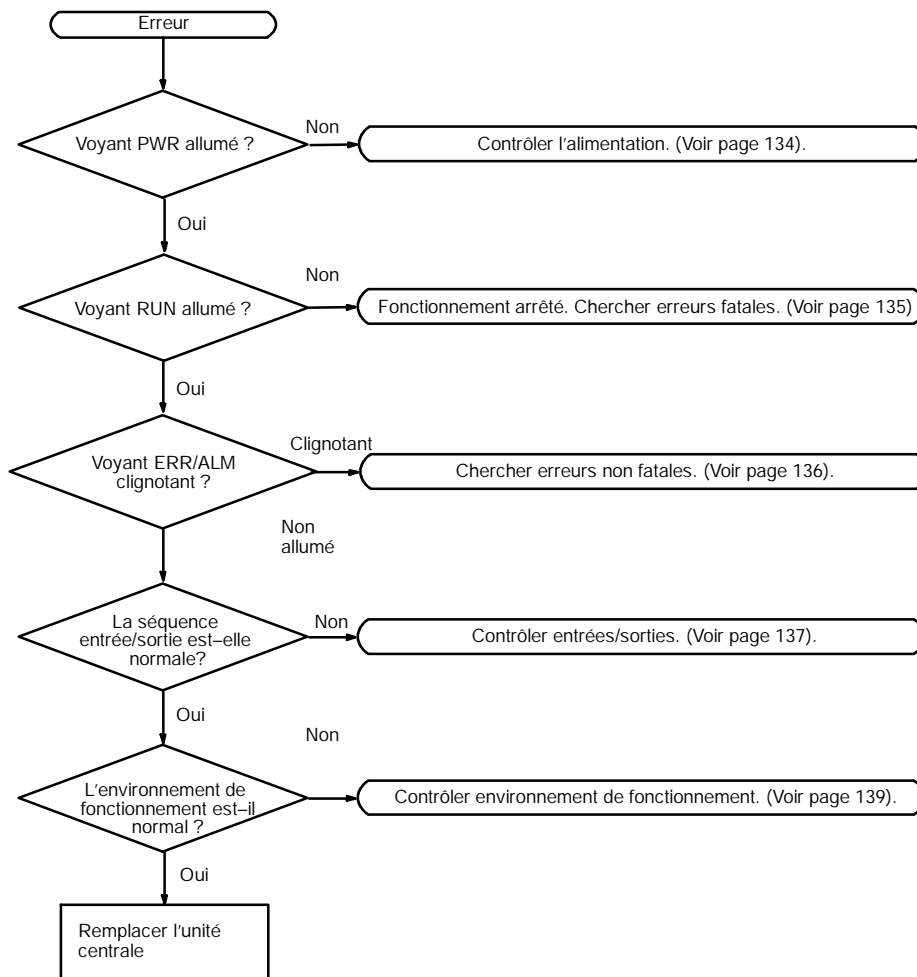 Erreur
Voyant PWR allumé ?
Non
Contrôler l'alimentation. (Voir page 134).
Oui
Voyant RUN allumé ?
Non
Fonctionnement arrêté. Chercher erreurs fatales. (Voir page 135)
Oui
Voyant ERR/ALM
clignotant ?
Clignotant
Chercher erreurs non fatales. (Voir page 136).
Non
allumé
La séquence
entrée/sortie est–elle
normale?
Non
Contrôler entrées/sorties. (Voir page 137).
Oui
Non
L'environnement de
fonctionnement est–il
normal ?
Contrôler environnement de fonctionnement. (Voir page 139).
Oui
Remplacer l'unité
centrale